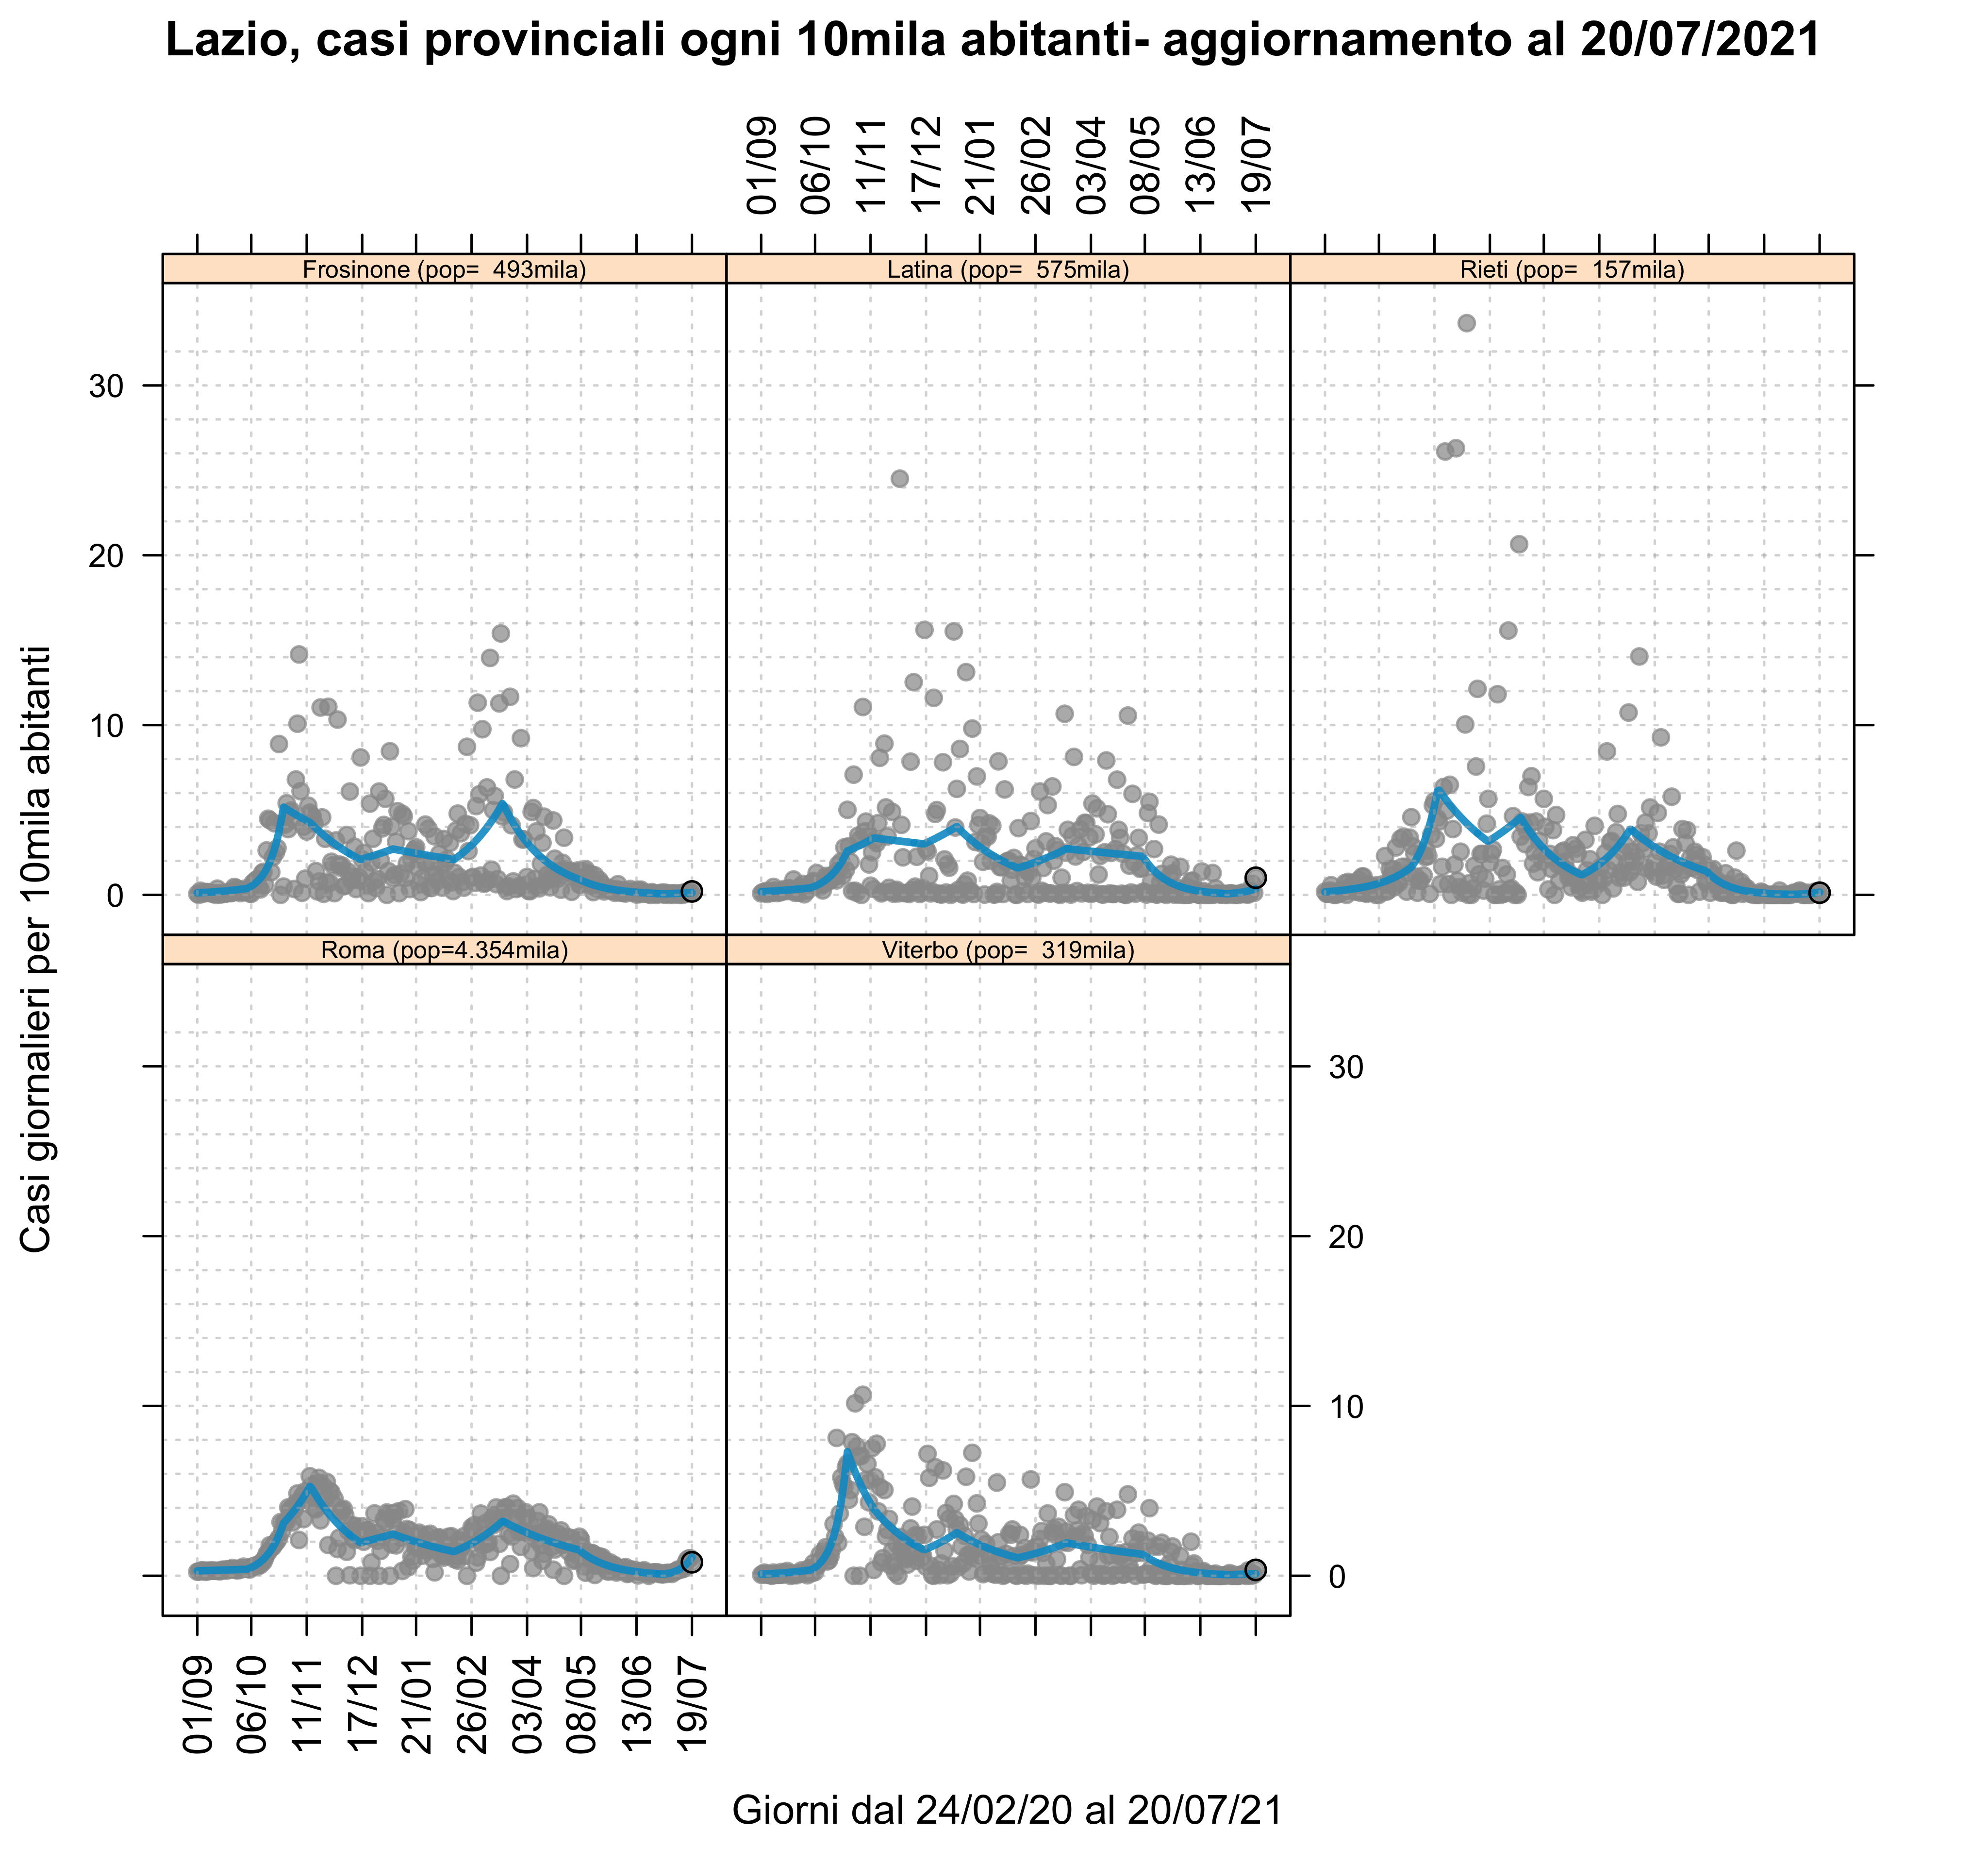 Lazio, casi provinciali ogni 10mila abitanti- aggiornamento al 20/07/2021
01/09 06/10 11/11 17/12 21/01 26/02 03/04 08/05 13/06 19/07
Frosinone (pop=  493mila)
Latina (pop=  575mila)
Rieti (pop=  157mila)
30
20
10
0
Casi giornalieri per 10mila abitanti
Roma (pop=4.354mila)
Viterbo (pop=  319mila)
30
20
10
0
01/09 06/10 11/11 17/12 21/01 26/02 03/04 08/05 13/06 19/07
Giorni dal 24/02/20 al 20/07/21